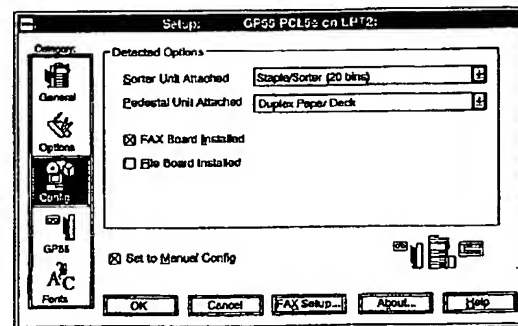 Setup: GP55 PCL5e on LPT2:
Category:
General
Options
Config
GP55
Fonts
Detected Options
Sorter Unit Attached Staple/Sorter (20 bins)
Pedestal Unit Attached Duplex Paper Deck
FAX Board Installed
File Board Installed
Set to Manual Config
OK Cancel FAX Setup... About... Help